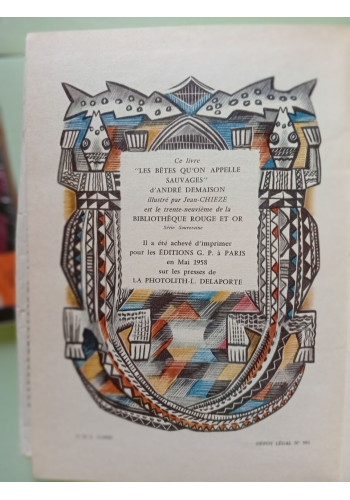 Ce livre
"LES BÊTES QU'ON APPELLE
SAUVAGES"
d'ANDRÉ DEMAISON
illustré par Jean-CHIEZE
est le trente-neuvième de la
BIBLIOTHÈQUE ROUGE ET OR
Série Souveraine
Il a été achevé d'imprimer
pour les ÉDITIONS G. P. à PARIS
en Mai 1958
sur les presses de
LA PHOTOLITH-L. DELAPORTE
DÉPOT LÉGAL N°